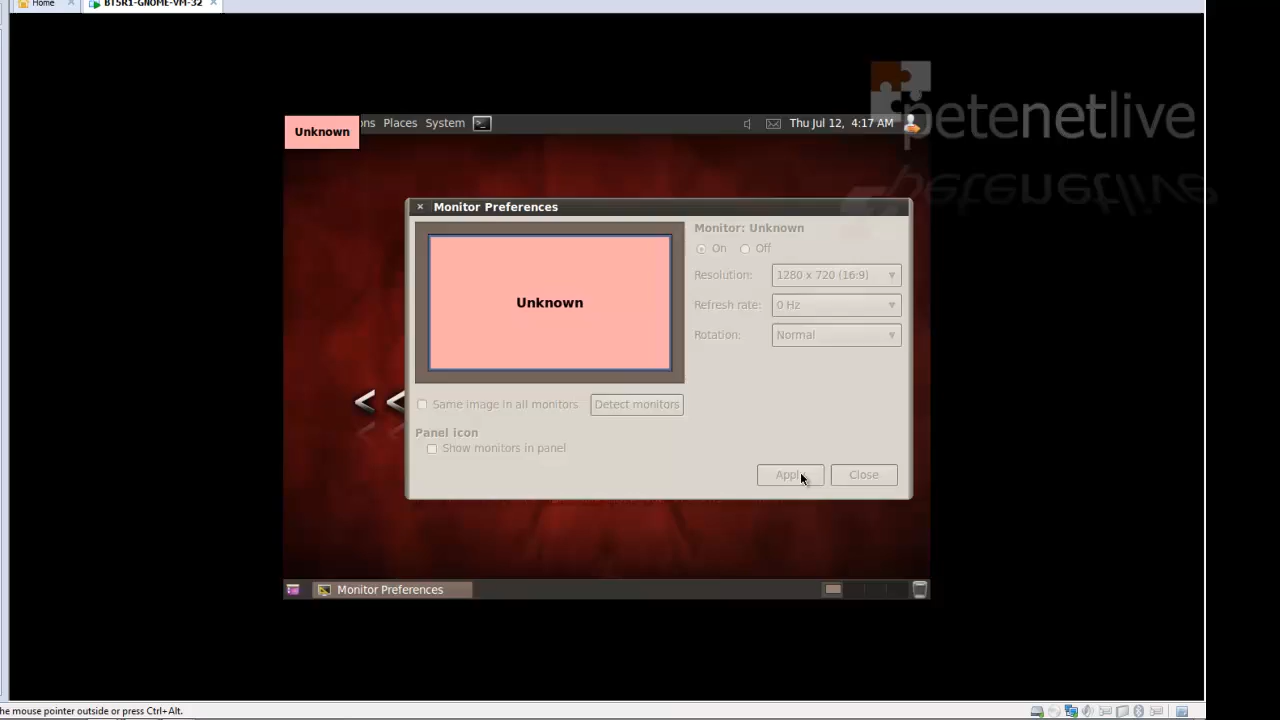 Home
BT5R1-GNOME-VM-32
petenetlive
Unknown
ons Places System
Thu Jul 12, 4:17 AM
Monitor Preferences
Unknown
Monitor: Unknown
On Off
Resolution: 1280 x 720 (16:9)
Refresh rate: 0 Hz
Rotation: Normal
<<
Same image in all monitors Detect monitors
Panel icon
Show monitors in panel
Apply Close
Monitor Preferences
he mouse pointer outside or press Ctrl+Alt.